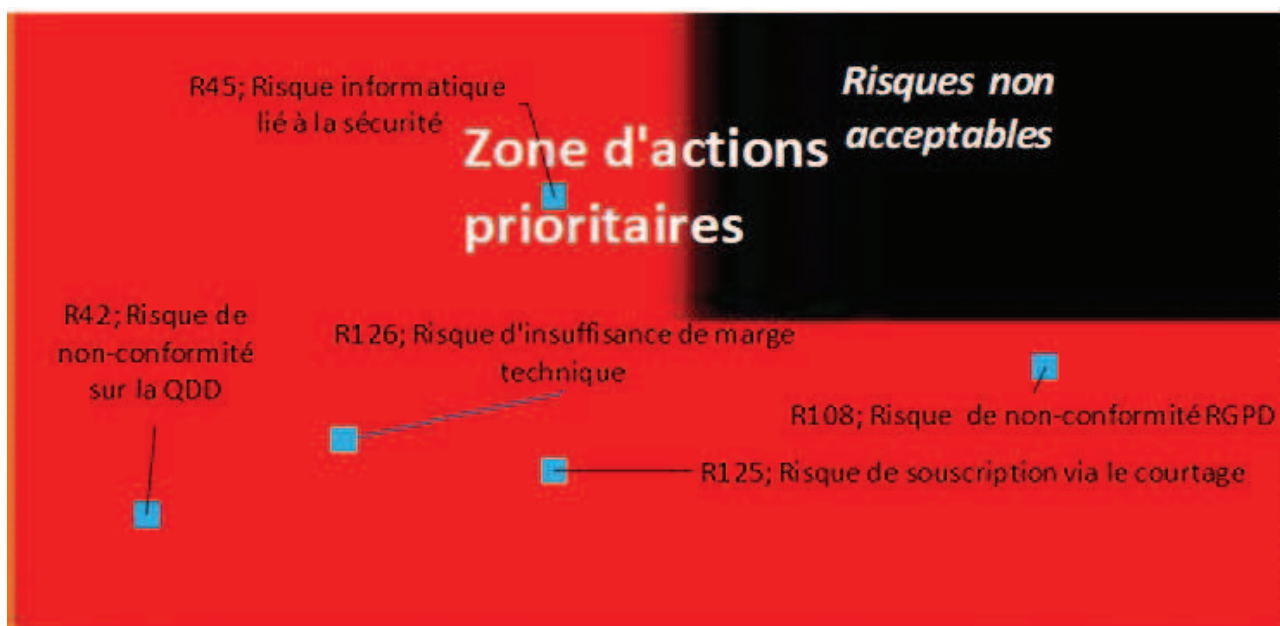 R45; Risque informatique
lié à la sécurité
Risques non
acceptables
Zone d'actions
prioritaires
R42; Risque de
non-conformité
sur la QDD
R126; Risque d'insuffisance de marge
technique
R108; Risque de non-conformité RGPD
R125; Risque de souscription via le courtage